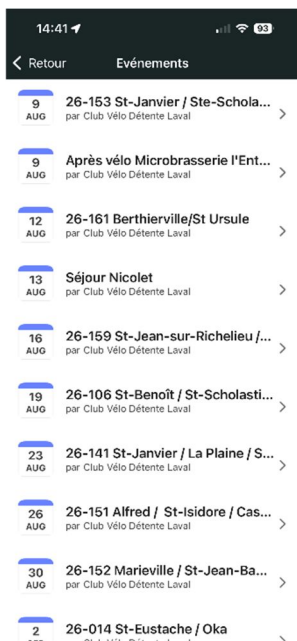 14:41
93
Retour
Evénements
9
AUG
26-153 St-Janvier / Ste-Schola...
par Club Vélo Détente Laval
9
AUG
Après vélo Microbrasserie l'Ent...
par Club Vélo Détente Laval
12
AUG
26-161 Berthierville/St Ursule
par Club Vélo Détente Laval
13
AUG
Séjour Nicolet
par Club Vélo Détente Laval
16
AUG
26-159 St-Jean-sur-Richelieu /...
par Club Vélo Détente Laval
19
AUG
26-106 St-Benoît / St-Scholasti...
par Club Vélo Détente Laval
23
AUG
26-141 St-Janvier / La Plaine / S...
par Club Vélo Détente Laval
26
AUG
26-151 Alfred / St-Isidore / Cas...
par Club Vélo Détente Laval
30
AUG
26-152 Marieville / St-Jean-Ba...
par Club Vélo Détente Laval
2
26-014 St-Eustache / Oka